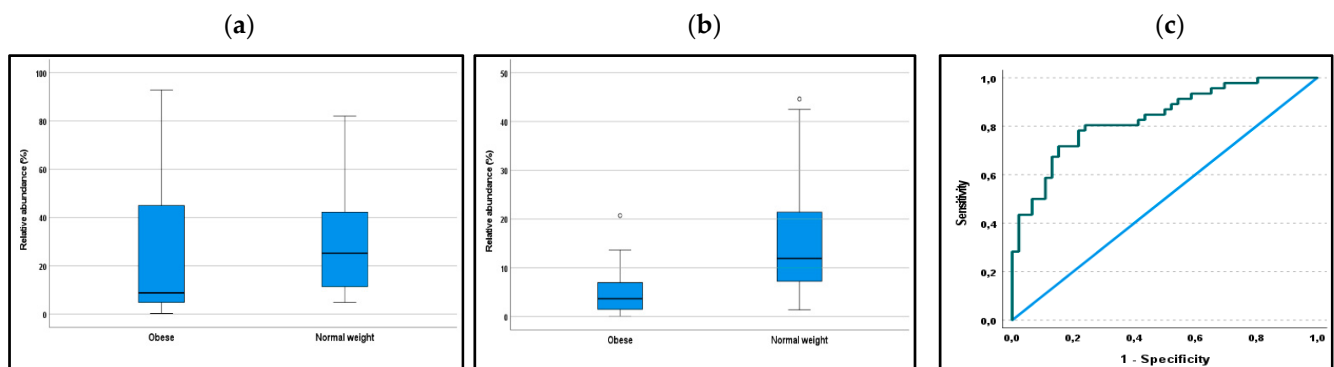 (a)
Relative abundance (%)
100
80
60
40
20
0
Obese
Normal weight
(b)
Relative abundance (%)
50
40
30
20
10
0
Obese
Normal weight
(c)
Sensitivity
1,0
0,8
0,6
0,4
0,2
0,0
0,0 0,2 0,4 0,6 0,8 1,0
1 - Specificity